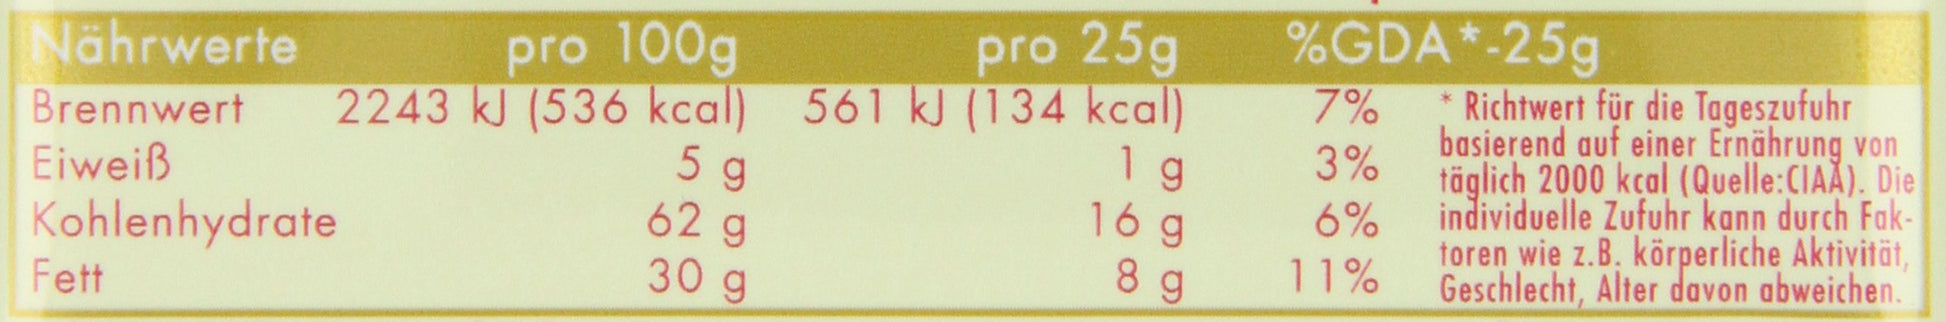 Nährwerte pro 100g pro 25g %GDA*-25g
Brennwert 2243 kJ (536 kcal) 561 kJ (134 kcal) 7%
Eiweiß 5 g 1 g 3%
Kohlenhydrate 62 g 16 g 6%
Fett 30 g 8 g 11%
* Richtwert für die Tageszufuhr
basierend auf einer Ernährung von
täglich 2000 kcal (Quelle:CIAA). Die
individuelle Zufuhr kann durch Fak-
toren wie z.B. körperliche Aktivität,
Geschlecht, Alter davon abweichen.